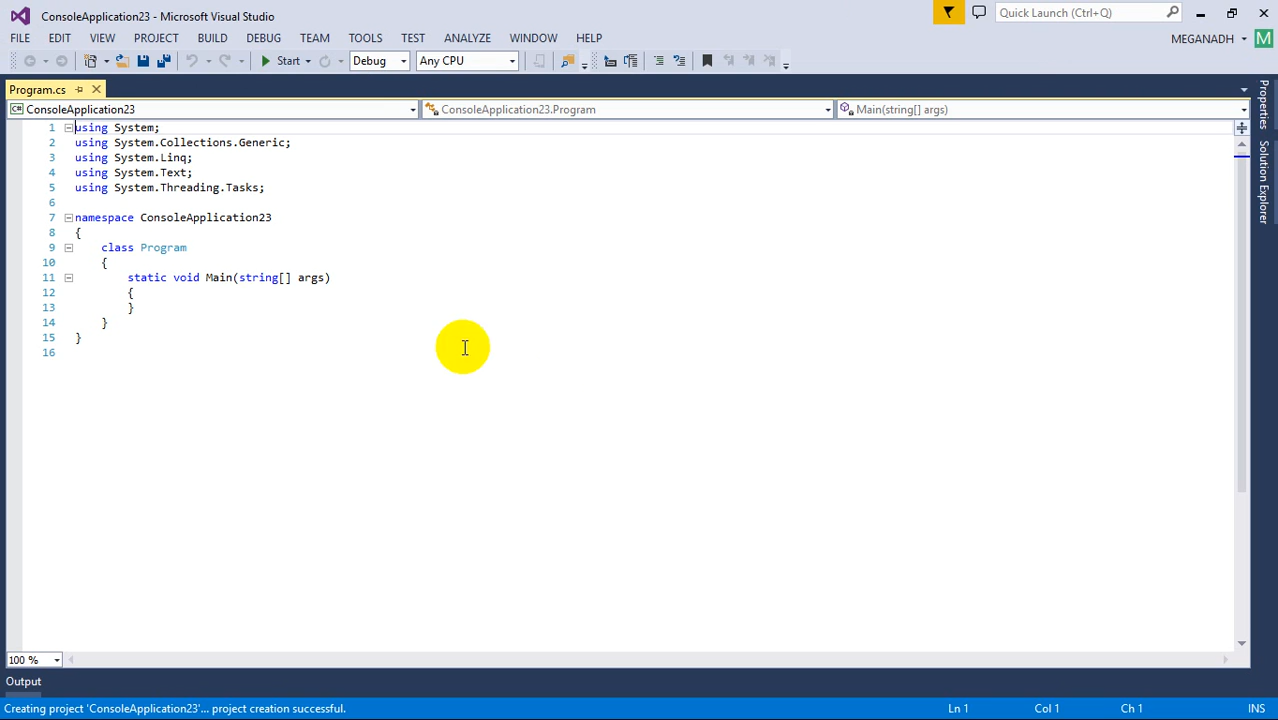 ConsoleApplication23 - Microsoft Visual Studio
Quick Launch (Ctrl+Q)
FILE EDIT VIEW PROJECT BUILD DEBUG TEAM TOOLS TEST ANALYZE WINDOW HELP
MEGANADH M
Start Debug Any CPU
Program.cs
C# ConsoleApplication23 ConsoleApplication23.Program Main(string[] args)
1 using System;
2 using System.Collections.Generic;
3 using System.Linq;
4 using System.Text;
5 using System.Threading.Tasks;
6
7 namespace ConsoleApplication23
8 {
9 class Program
10 {
11 static void Main(string[] args)
12 {
13 }
14 }
15 }
16
Properties
Solution Explorer
100 %
Output
Creating project 'ConsoleApplication23'... project creation successful. Ln 1 Col 1 Ch 1 INS